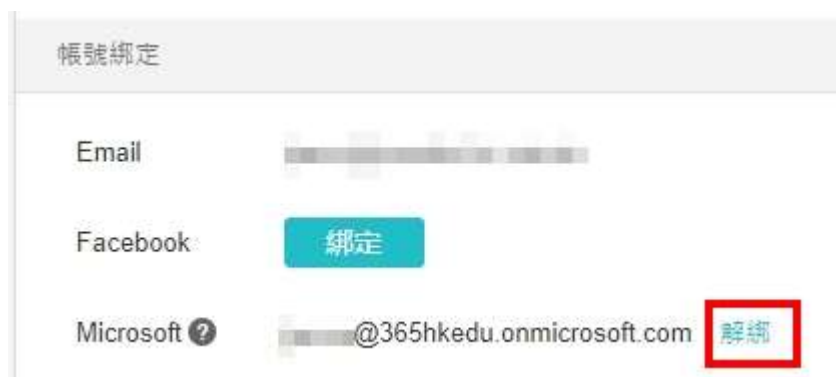 帳號綁定
Email
Facebook 綁定
Microsoft ? @365hkedu.onmicrosoft.com 解綁